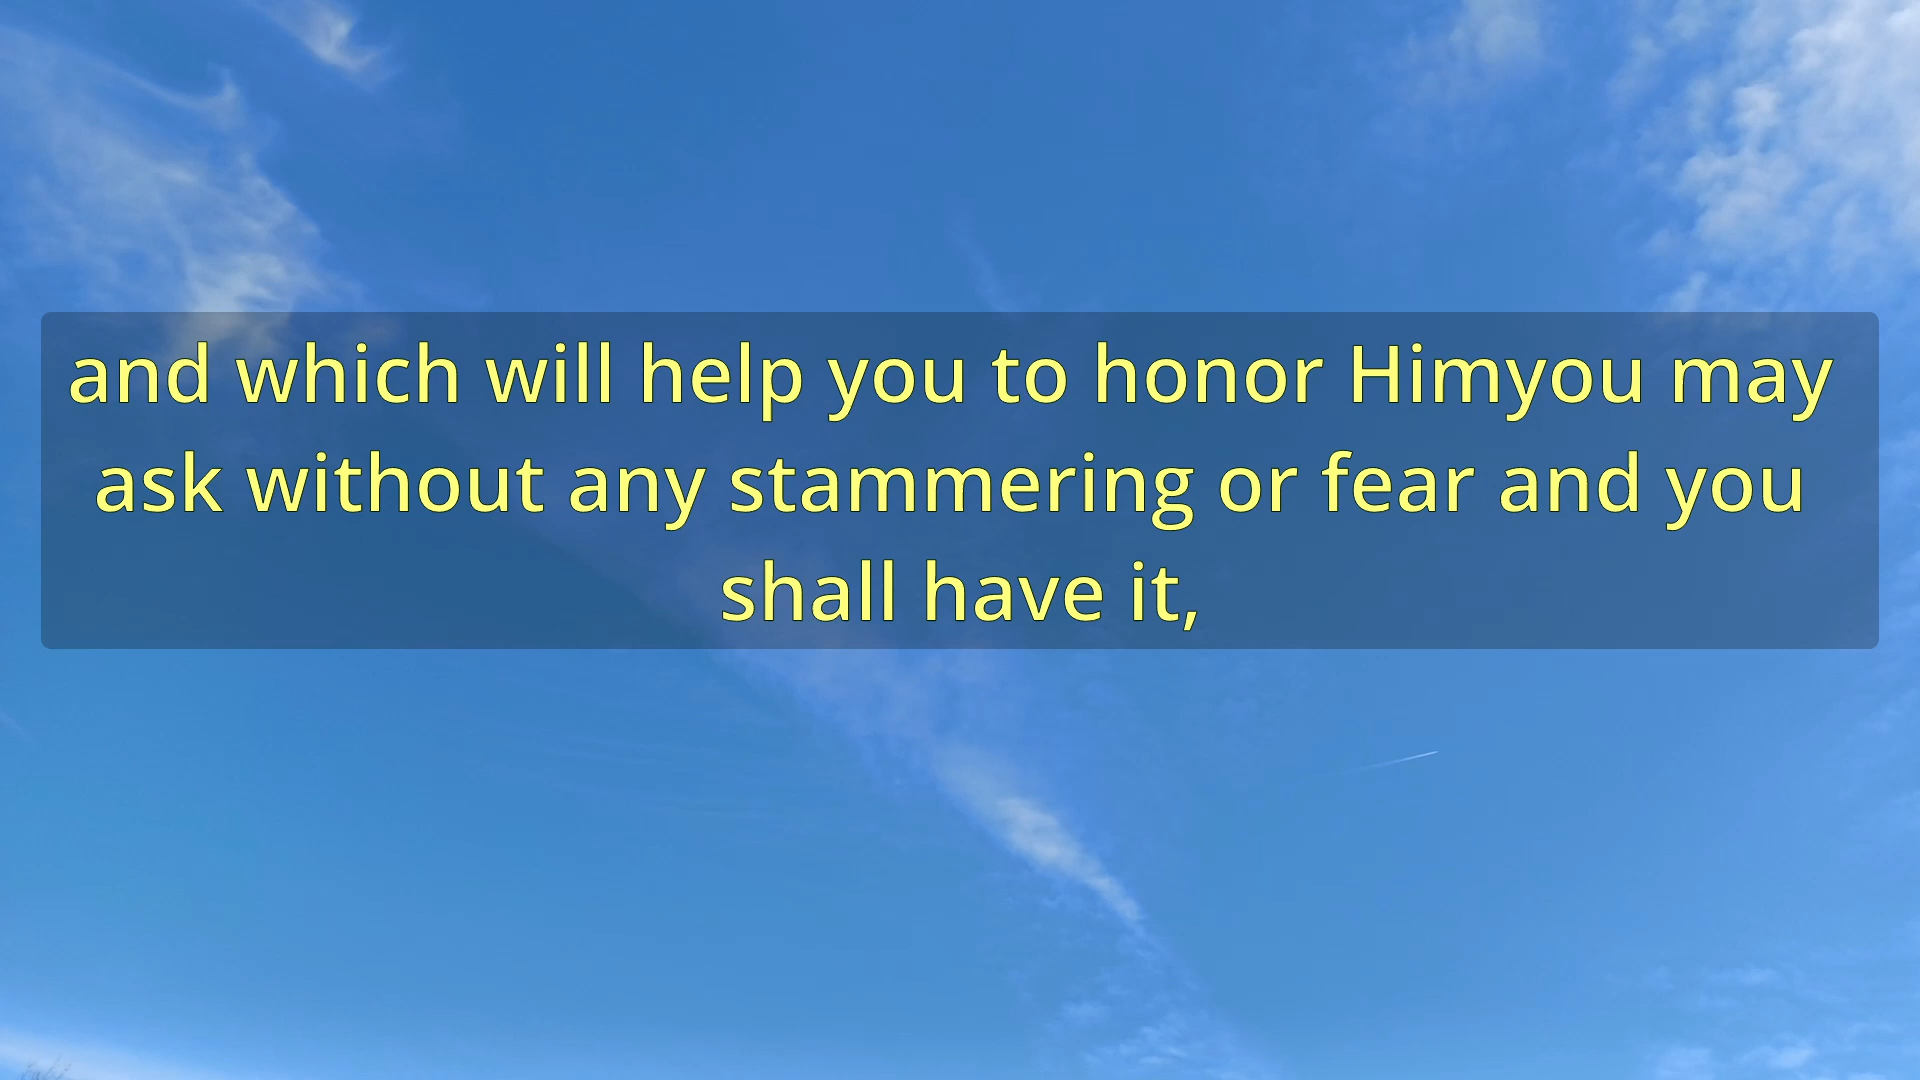 and which will help you to honor Himyou may
ask without any stammering or fear and you
shall have it,